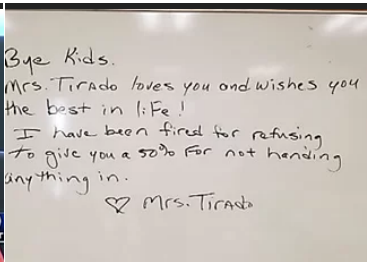 Bye Kids.
Mrs. Tirado loves you and wishes you
the best in life!
I have been fired for refusing
to give you a 50% for not handing
anything in.
♡ Mrs. Tirado